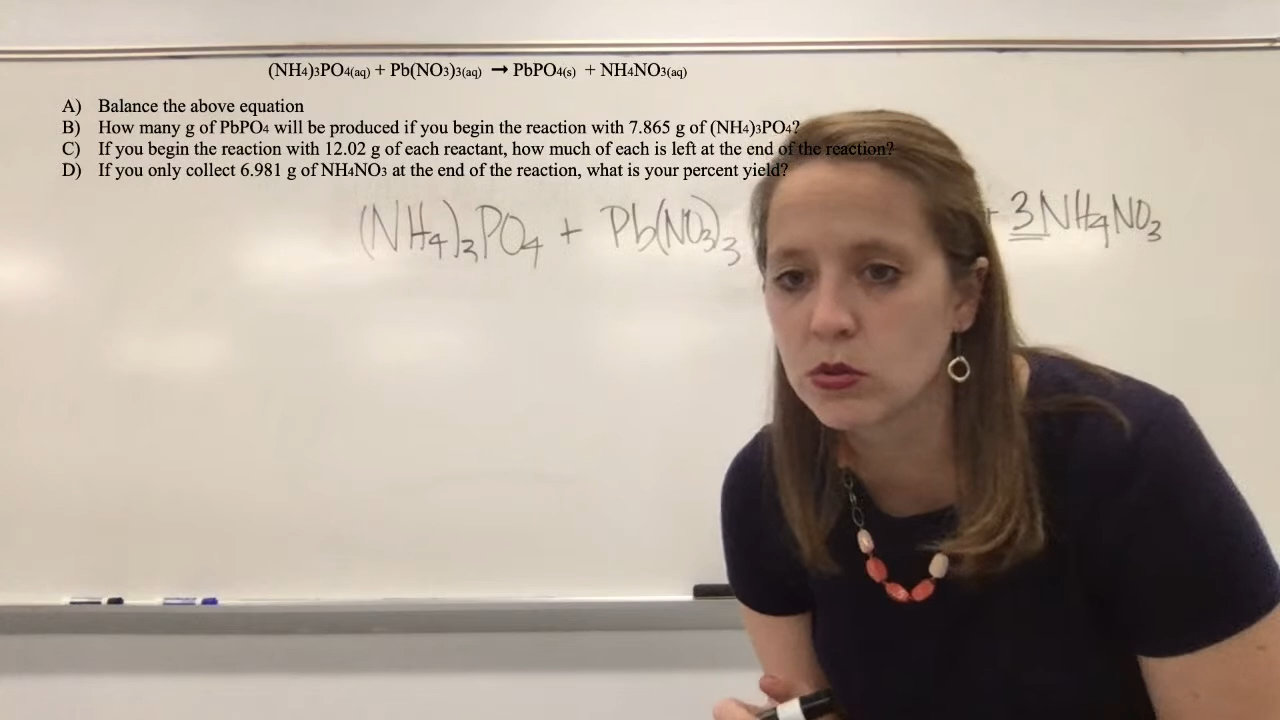 (NH4)3PO4(aq) + Pb(NO3)3(aq) → PbPO4(s) + NH4NO3(aq)
A) Balance the above equation
B) How many g of PbPO4 will be produced if you begin the reaction with 7.865 g of (NH4)3PO4?
C) If you begin the reaction with 12.02 g of each reactant, how much of each is left at the end of the reaction?
D) If you only collect 6.981 g of NH4NO3 at the end of the reaction, what is your percent yield?
(NH4)3PO4 + Pb(NO3)3 + 3NH4NO3